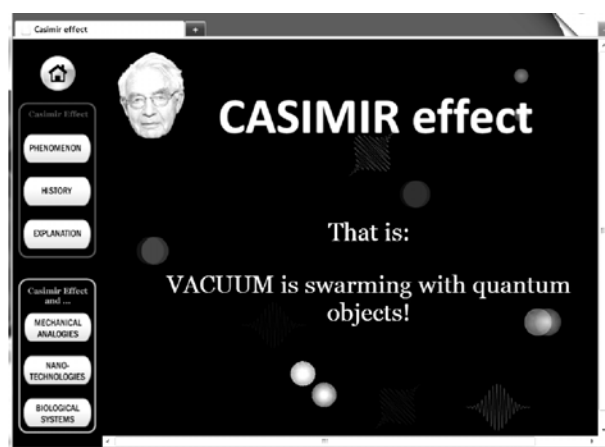 Casimir effect
+
CASIMIR effect
Casimir Effect
PHENOMENON
HISTORY
EXPLANATION
That is:
VACUUM is swarming with quantum
objects!
Casimir Effect
and ...
MECHANICAL
ANALOGIES
NANO-
TECHNOLOGIES
BIOLOGICAL
SYSTEMS